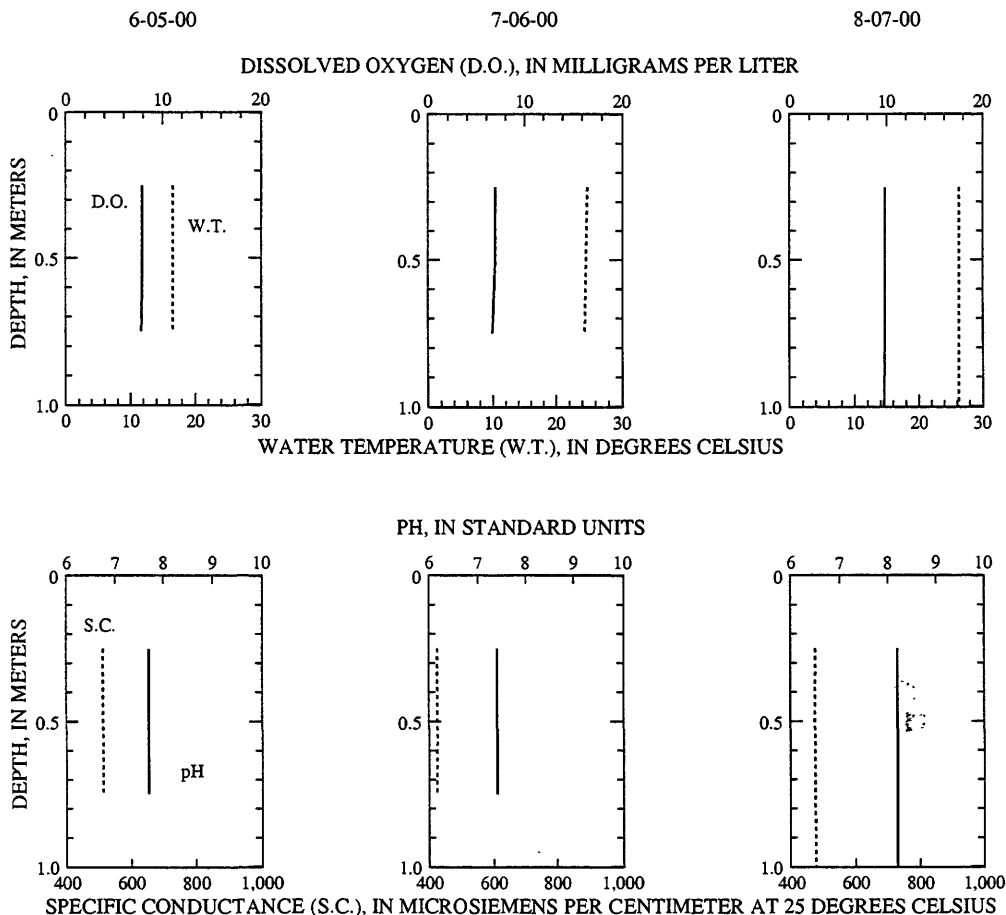 6-05-00 7-06-00 8-07-00
DISSOLVED OXYGEN (D.O.), IN MILLIGRAMS PER LITER
0 10 20 0 10 20 0 10 20
0 0 0
DEPTH, IN METERS
D.O.
W.T.
0.5 0.5 0.5
1.0 1.0 1.0
0 10 20 30 0 10 20 30 0 10 20 30
WATER TEMPERATURE (W.T.), IN DEGREES CELSIUS
PH, IN STANDARD UNITS
6 7 8 9 10 6 7 8 9 10 6 7 8 9 10
0 0 0
DEPTH, IN METERS
S.C.
0.5 0.5 0.5
pH
1.0 1.0 1.0
400 600 800 1,000 400 600 800 1,000 400 600 800 1,000
SPECIFIC CONDUCTANCE (S.C.), IN MICROSIEMENS PER CENTIMETER AT 25 DEGREES CELSIUS